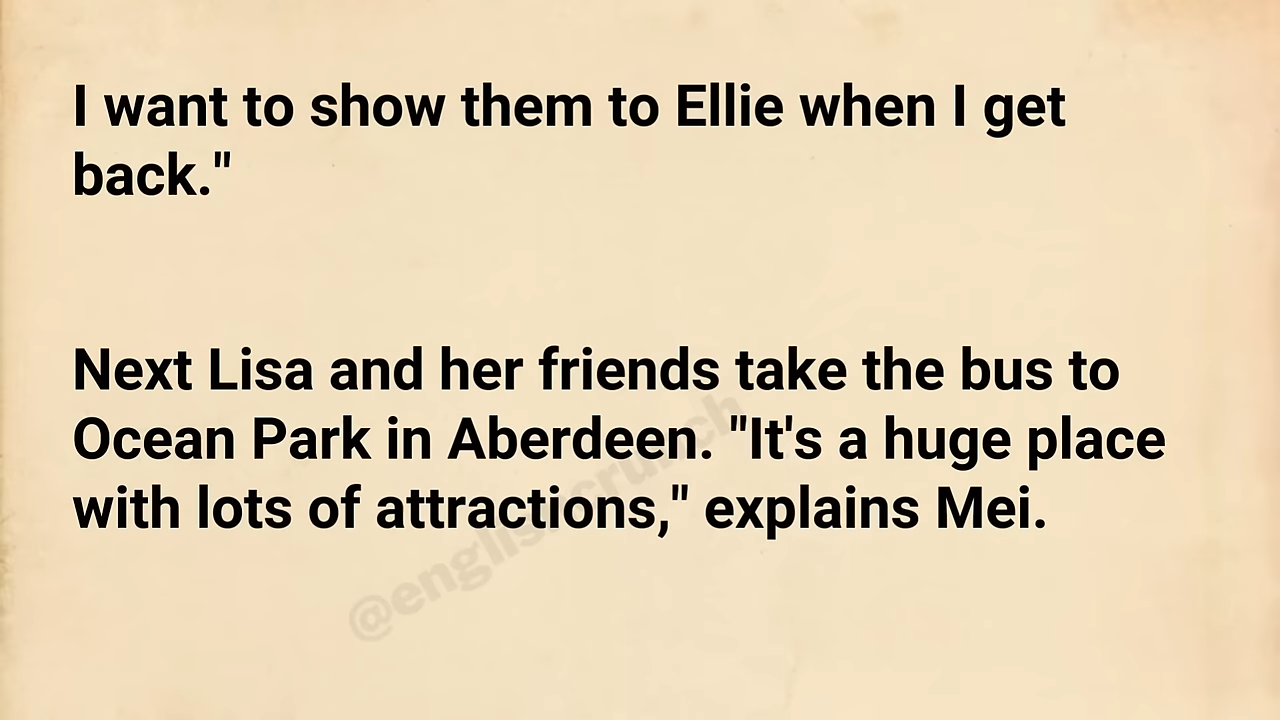 I want to show them to Ellie when I get
back."
Next Lisa and her friends take the bus to
Ocean Park in Aberdeen. "It's a huge place
with lots of attractions," explains Mei.
@englishcrunch